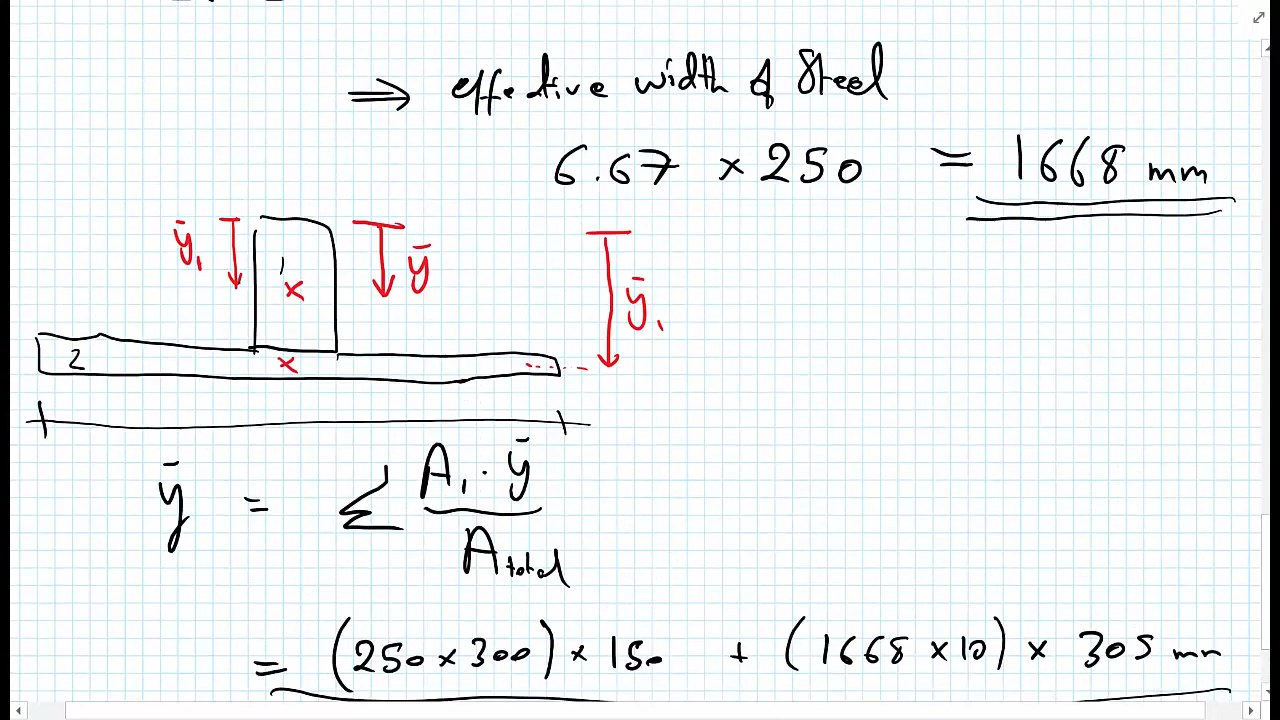 ⇒ effective width of Steel
6.67 × 250 = 1668 mm
ȳ₁ ȳ ȳ₁
1
x
2
x
ȳ = Σ A₁ · ȳ / A total
= (250 × 300) × 150 + (1668 × 10) × 305 mm